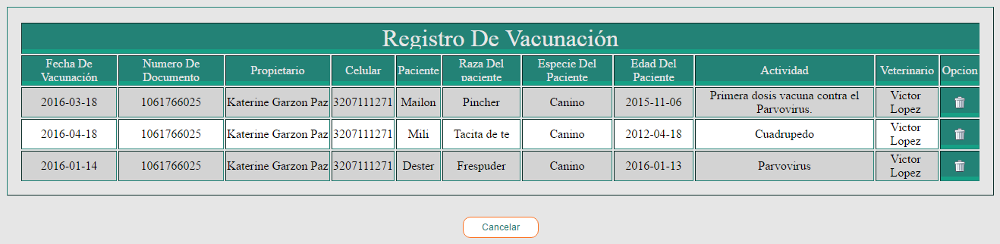 Registro De Vacunación
Fecha De Vacunación Numero De Documento Propietario Celular Paciente Raza Del paciente Especie Del Paciente Edad Del Paciente Actividad Veterinario Opcion
2016-03-18 1061766025 Katerine Garzon Paz 3207111271 Mailon Pincher Canino 2015-11-06 Primera dosis vacuna contra el Parvovirus. Victor Lopez
2016-04-18 1061766025 Katerine Garzon Paz 3207111271 Mili Tacita de te Canino 2012-04-18 Cuadrupedo Victor Lopez
2016-01-14 1061766025 Katerine Garzon Paz 3207111271 Dester Frespuder Canino 2016-01-13 Parvovirus Victor Lopez
Cancelar